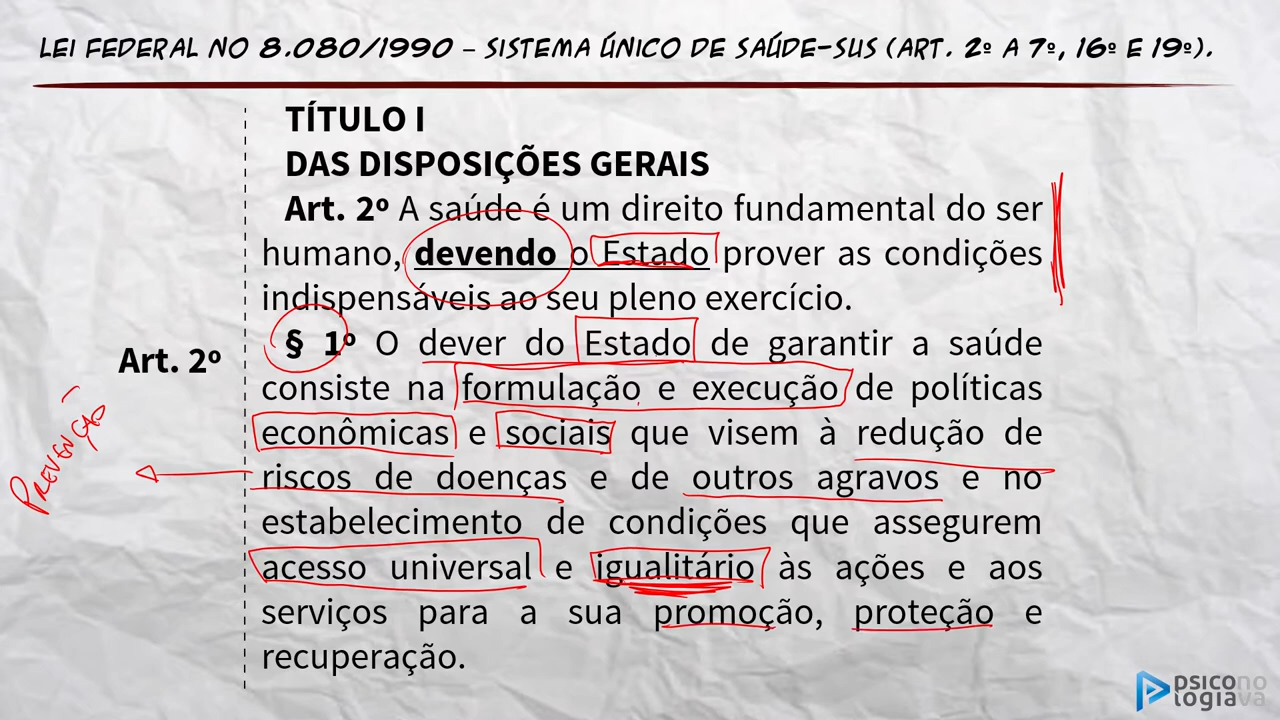 LEI FEDERAL NO 8.080/1990 – SISTEMA ÚNICO DE SAÚDE-SUS (ART. 2º A 7º, 16º E 19º).
TÍTULO I
DAS DISPOSIÇÕES GERAIS
Art. 2º A saúde é um direito fundamental do ser
humano, devendo o Estado prover as condições
indispensáveis ao seu pleno exercício.
§ 1º O dever do Estado de garantir a saúde
Art. 2º
consiste na formulação e execução de políticas
econômicas e sociais que visem à redução de
PREVENÇÃO
riscos de doenças e de outros agravos e no
estabelecimento de condições que assegurem
acesso universal e igualitário às ações e aos
serviços para a sua promoção, proteção e
recuperação.
psicono
logiava